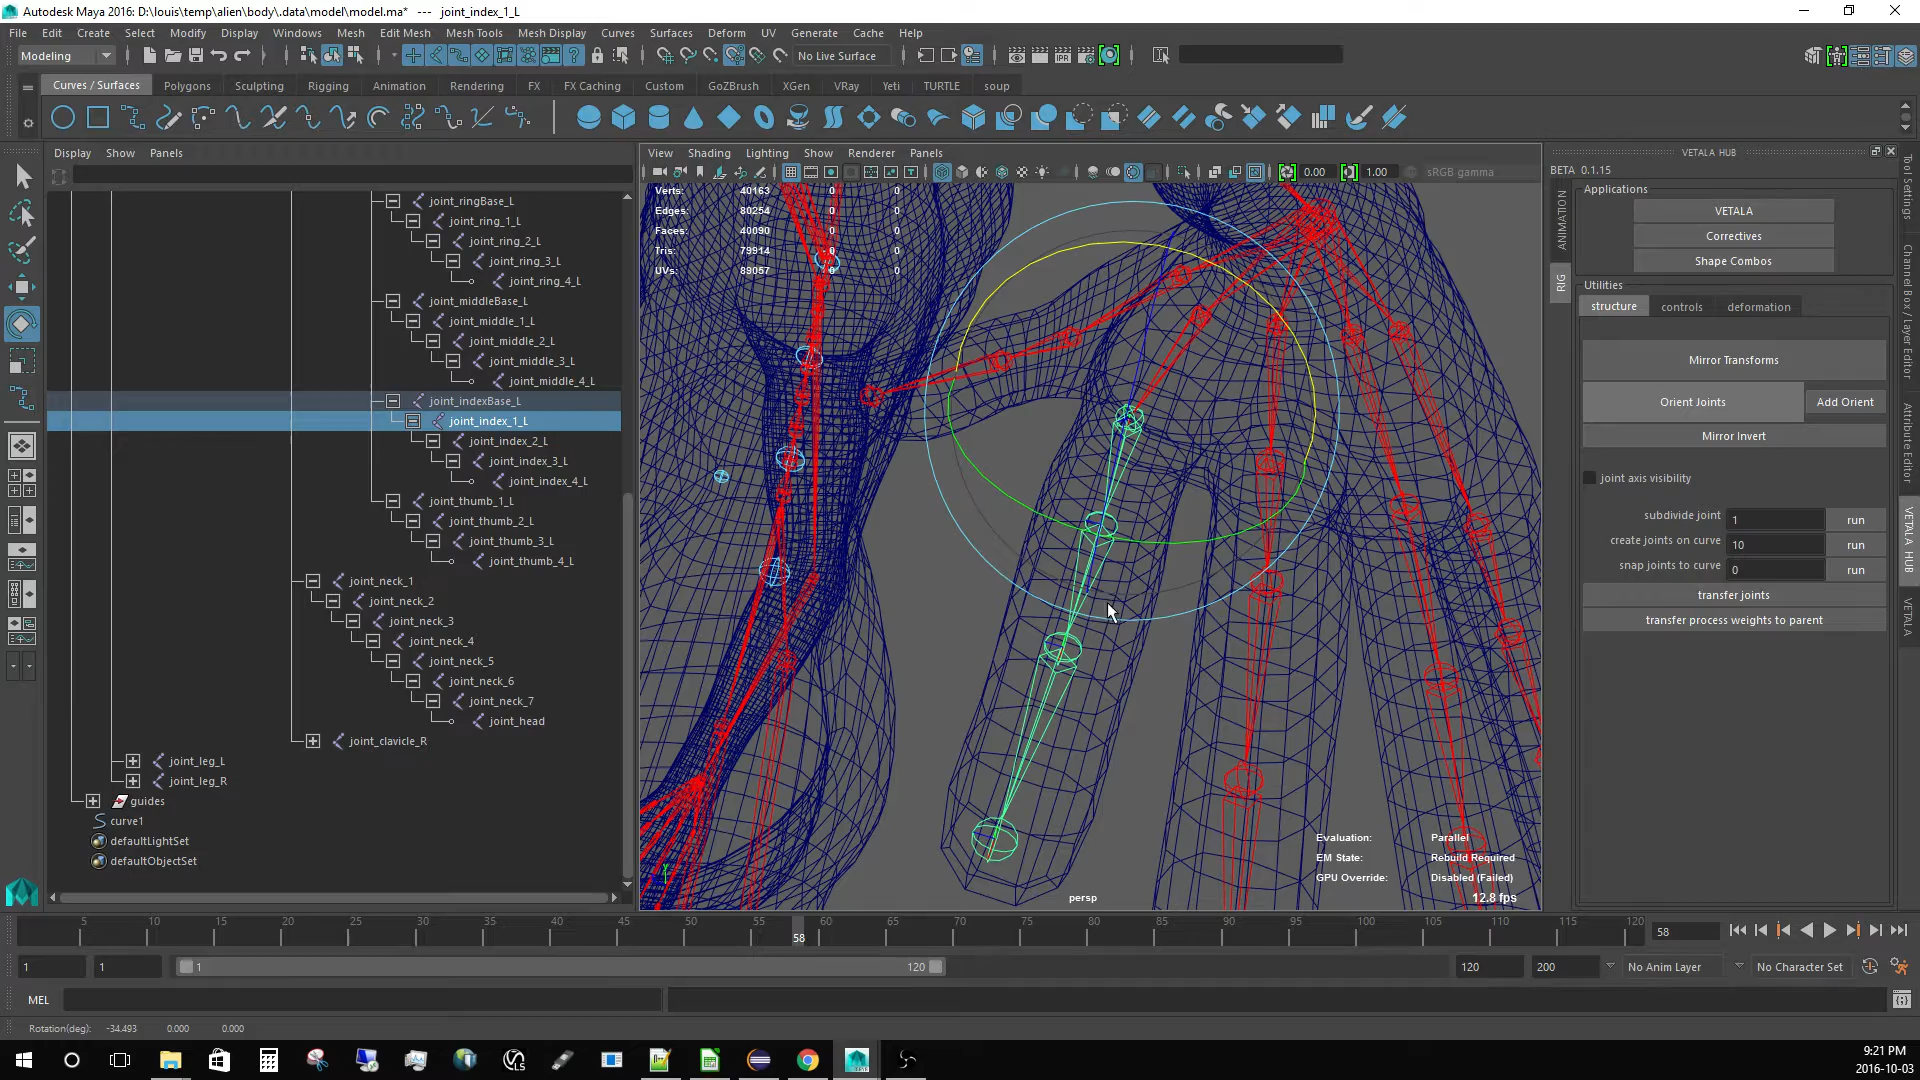 Autodesk Maya 2016: D:\louis\temp\alien\body\.data\model\model.ma* --- joint_index_1_L
File Edit Create Select Modify Display Windows Mesh Edit Mesh Mesh Tools Mesh Display Curves Surfaces Deform UV Generate Cache Help
Modeling No Live Surface
Curves / Surfaces Polygons Sculpting Rigging Animation Rendering FX FX Caching Custom GoZBrush XGen VRay Yeti TURTLE soup
Display Show Panels
View Shading Lighting Show Renderer Panels
0.00 1.00 sRGB gamma
joint_ringBase_L
joint_ring_1_L
joint_ring_2_L
joint_ring_3_L
joint_ring_4_L
joint_middleBase_L
joint_middle_1_L
joint_middle_2_L
joint_middle_3_L
joint_middle_4_L
joint_indexBase_L
joint_index_1_L
joint_index_2_L
joint_index_3_L
joint_index_4_L
joint_thumb_1_L
joint_thumb_2_L
joint_thumb_3_L
joint_thumb_4_L
joint_neck_1
joint_neck_2
joint_neck_3
joint_neck_4
joint_neck_5
joint_neck_6
joint_neck_7
joint_head
joint_clavicle_R
joint_leg_L
joint_leg_R
guides
curve1
defaultLightSet
defaultObjectSet
Verts: 40163 0 0
Edges: 80254 0 0
Faces: 40090 0 0
Tris: 79914 0 0
UVs: 89057 0 0
Evaluation: Parallel
EM State: Rebuild Required
GPU Override: Disabled (Failed)
persp
12.8 fps
VETALA HUB
BETA 0.1.15
ANIMATION
RIG
Applications
VETALA
Correctives
Shape Combos
Utilities
structure controls deformation
Mirror Transforms
Orient Joints Add Orient
Mirror Invert
joint axis visibility
subdivide joint 1 run
create joints on curve 10 run
snap joints to curve 0 run
transfer joints
transfer process weights to parent
Tool Settings
Channel Box / Layer Editor
Attribute Editor
VETALA HUB
VETALA
5 10 15 20 25 30 35 40 45 50 55 60 65 70 75 80 85 90 95 100 105 110 115 120
58
58
1 1 1 120 120 200 No Anim Layer No Character Set
MEL
Rotation(deg): -34.493 0.000 0.000
9:21 PM
2016-10-03